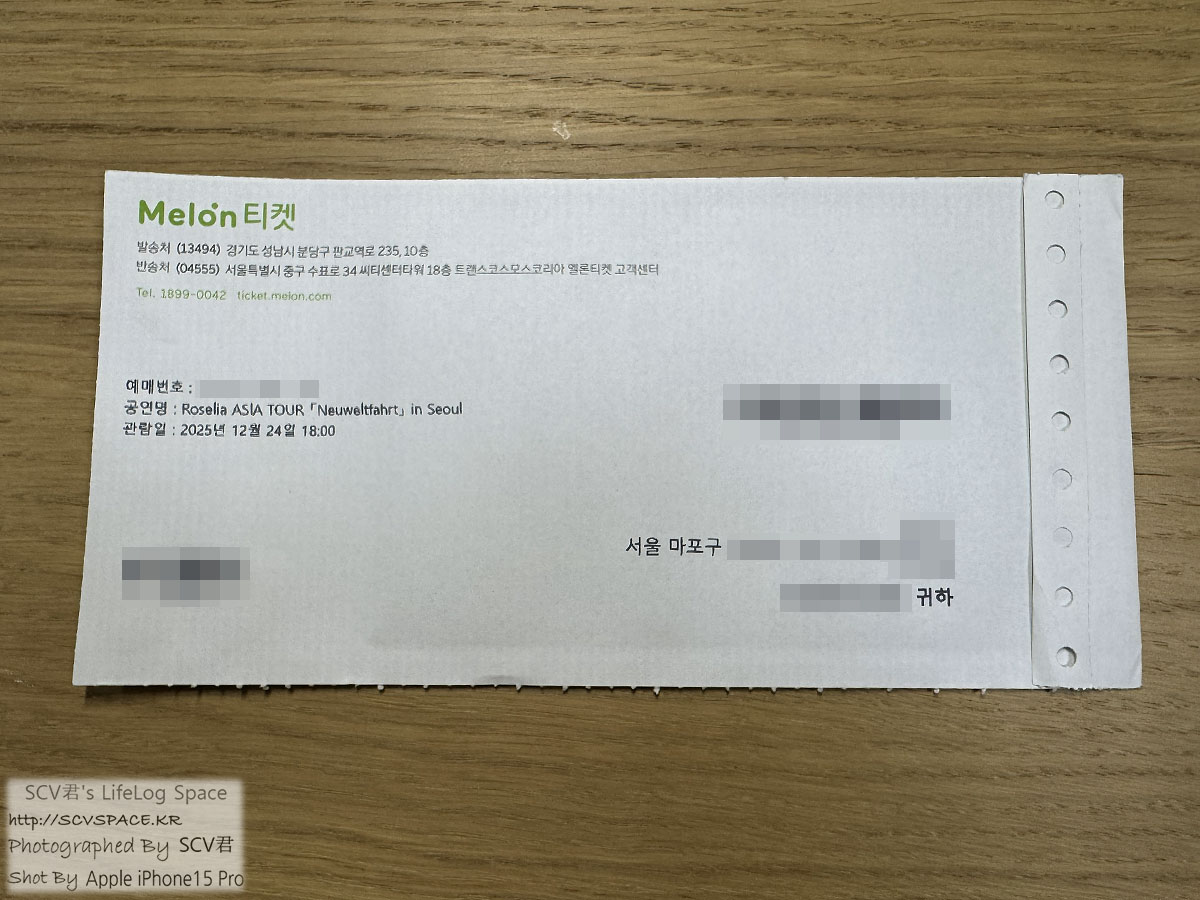 Melon 티켓
발송처 (13494) 경기도 성남시 분당구 판교역로 235, 10층
반송처 (04555) 서울특별시 중구 수표로 34 씨티센터타워 18층 트랜스코스모스코리아 멜론티켓 고객센터
Tel. 1899-0042 ticket.melon.com
예매번호 :
공연명 : Roselia ASIA TOUR 「Neuweltfahrt」 in Seoul
관람일 : 2025년 12월 24일 18:00
서울 마포구
귀하
SCV君's LifeLog Space
http://SCVSPACE.KR
Photographed By SCV君
Shot By Apple iPhone15 Pro